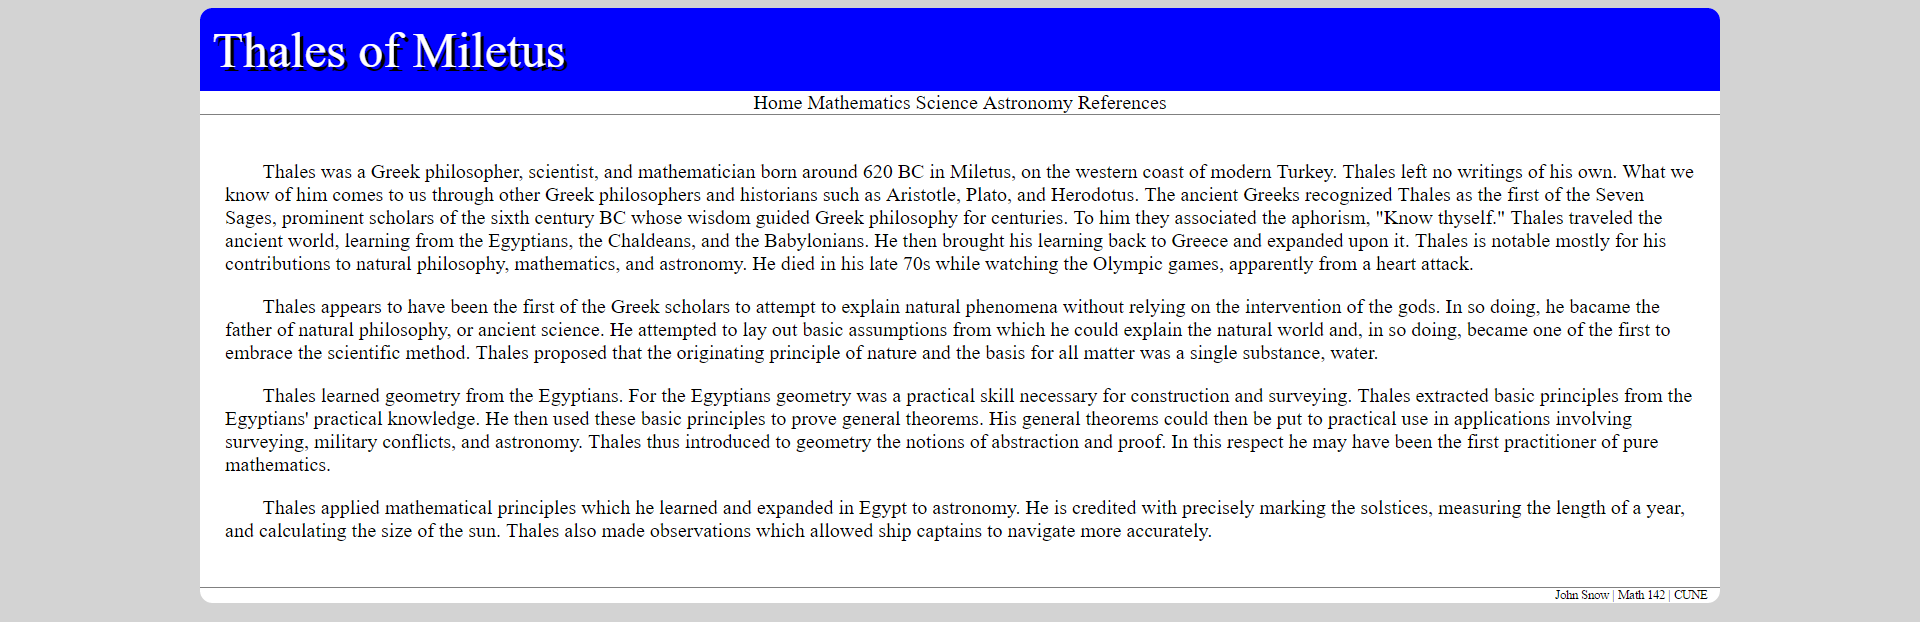 Thales of Miletus
Home Mathematics Science Astronomy References
Thales was a Greek philosopher, scientist, and mathematician born around 620 BC in Miletus, on the western coast of modern Turkey. Thales left no writings of his own. What we
know of him comes to us through other Greek philosophers and historians such as Aristotle, Plato, and Herodotus. The ancient Greeks recognized Thales as the first of the Seven
Sages, prominent scholars of the sixth century BC whose wisdom guided Greek philosophy for centuries. To him they associated the aphorism, "Know thyself." Thales traveled the
ancient world, learning from the Egyptians, the Chaldeans, and the Babylonians. He then brought his learning back to Greece and expanded upon it. Thales is notable mostly for his
contributions to natural philosophy, mathematics, and astronomy. He died in his late 70s while watching the Olympic games, apparently from a heart attack.
Thales appears to have been the first of the Greek scholars to attempt to explain natural phenomena without relying on the intervention of the gods. In so doing, he bacame the
father of natural philosophy, or ancient science. He attempted to lay out basic assumptions from which he could explain the natural world and, in so doing, became one of the first to
embrace the scientific method. Thales proposed that the originating principle of nature and the basis for all matter was a single substance, water.
Thales learned geometry from the Egyptians. For the Egyptians geometry was a practical skill necessary for construction and surveying. Thales extracted basic principles from the
Egyptians' practical knowledge. He then used these basic principles to prove general theorems. His general theorems could then be put to practical use in applications involving
surveying, military conflicts, and astronomy. Thales thus introduced to geometry the notions of abstraction and proof. In this respect he may have been the first practitioner of pure
mathematics.
Thales applied mathematical principles which he learned and expanded in Egypt to astronomy. He is credited with precisely marking the solstices, measuring the length of a year,
and calculating the size of the sun. Thales also made observations which allowed ship captains to navigate more accurately.
John Snow | Math 142 | CUNE